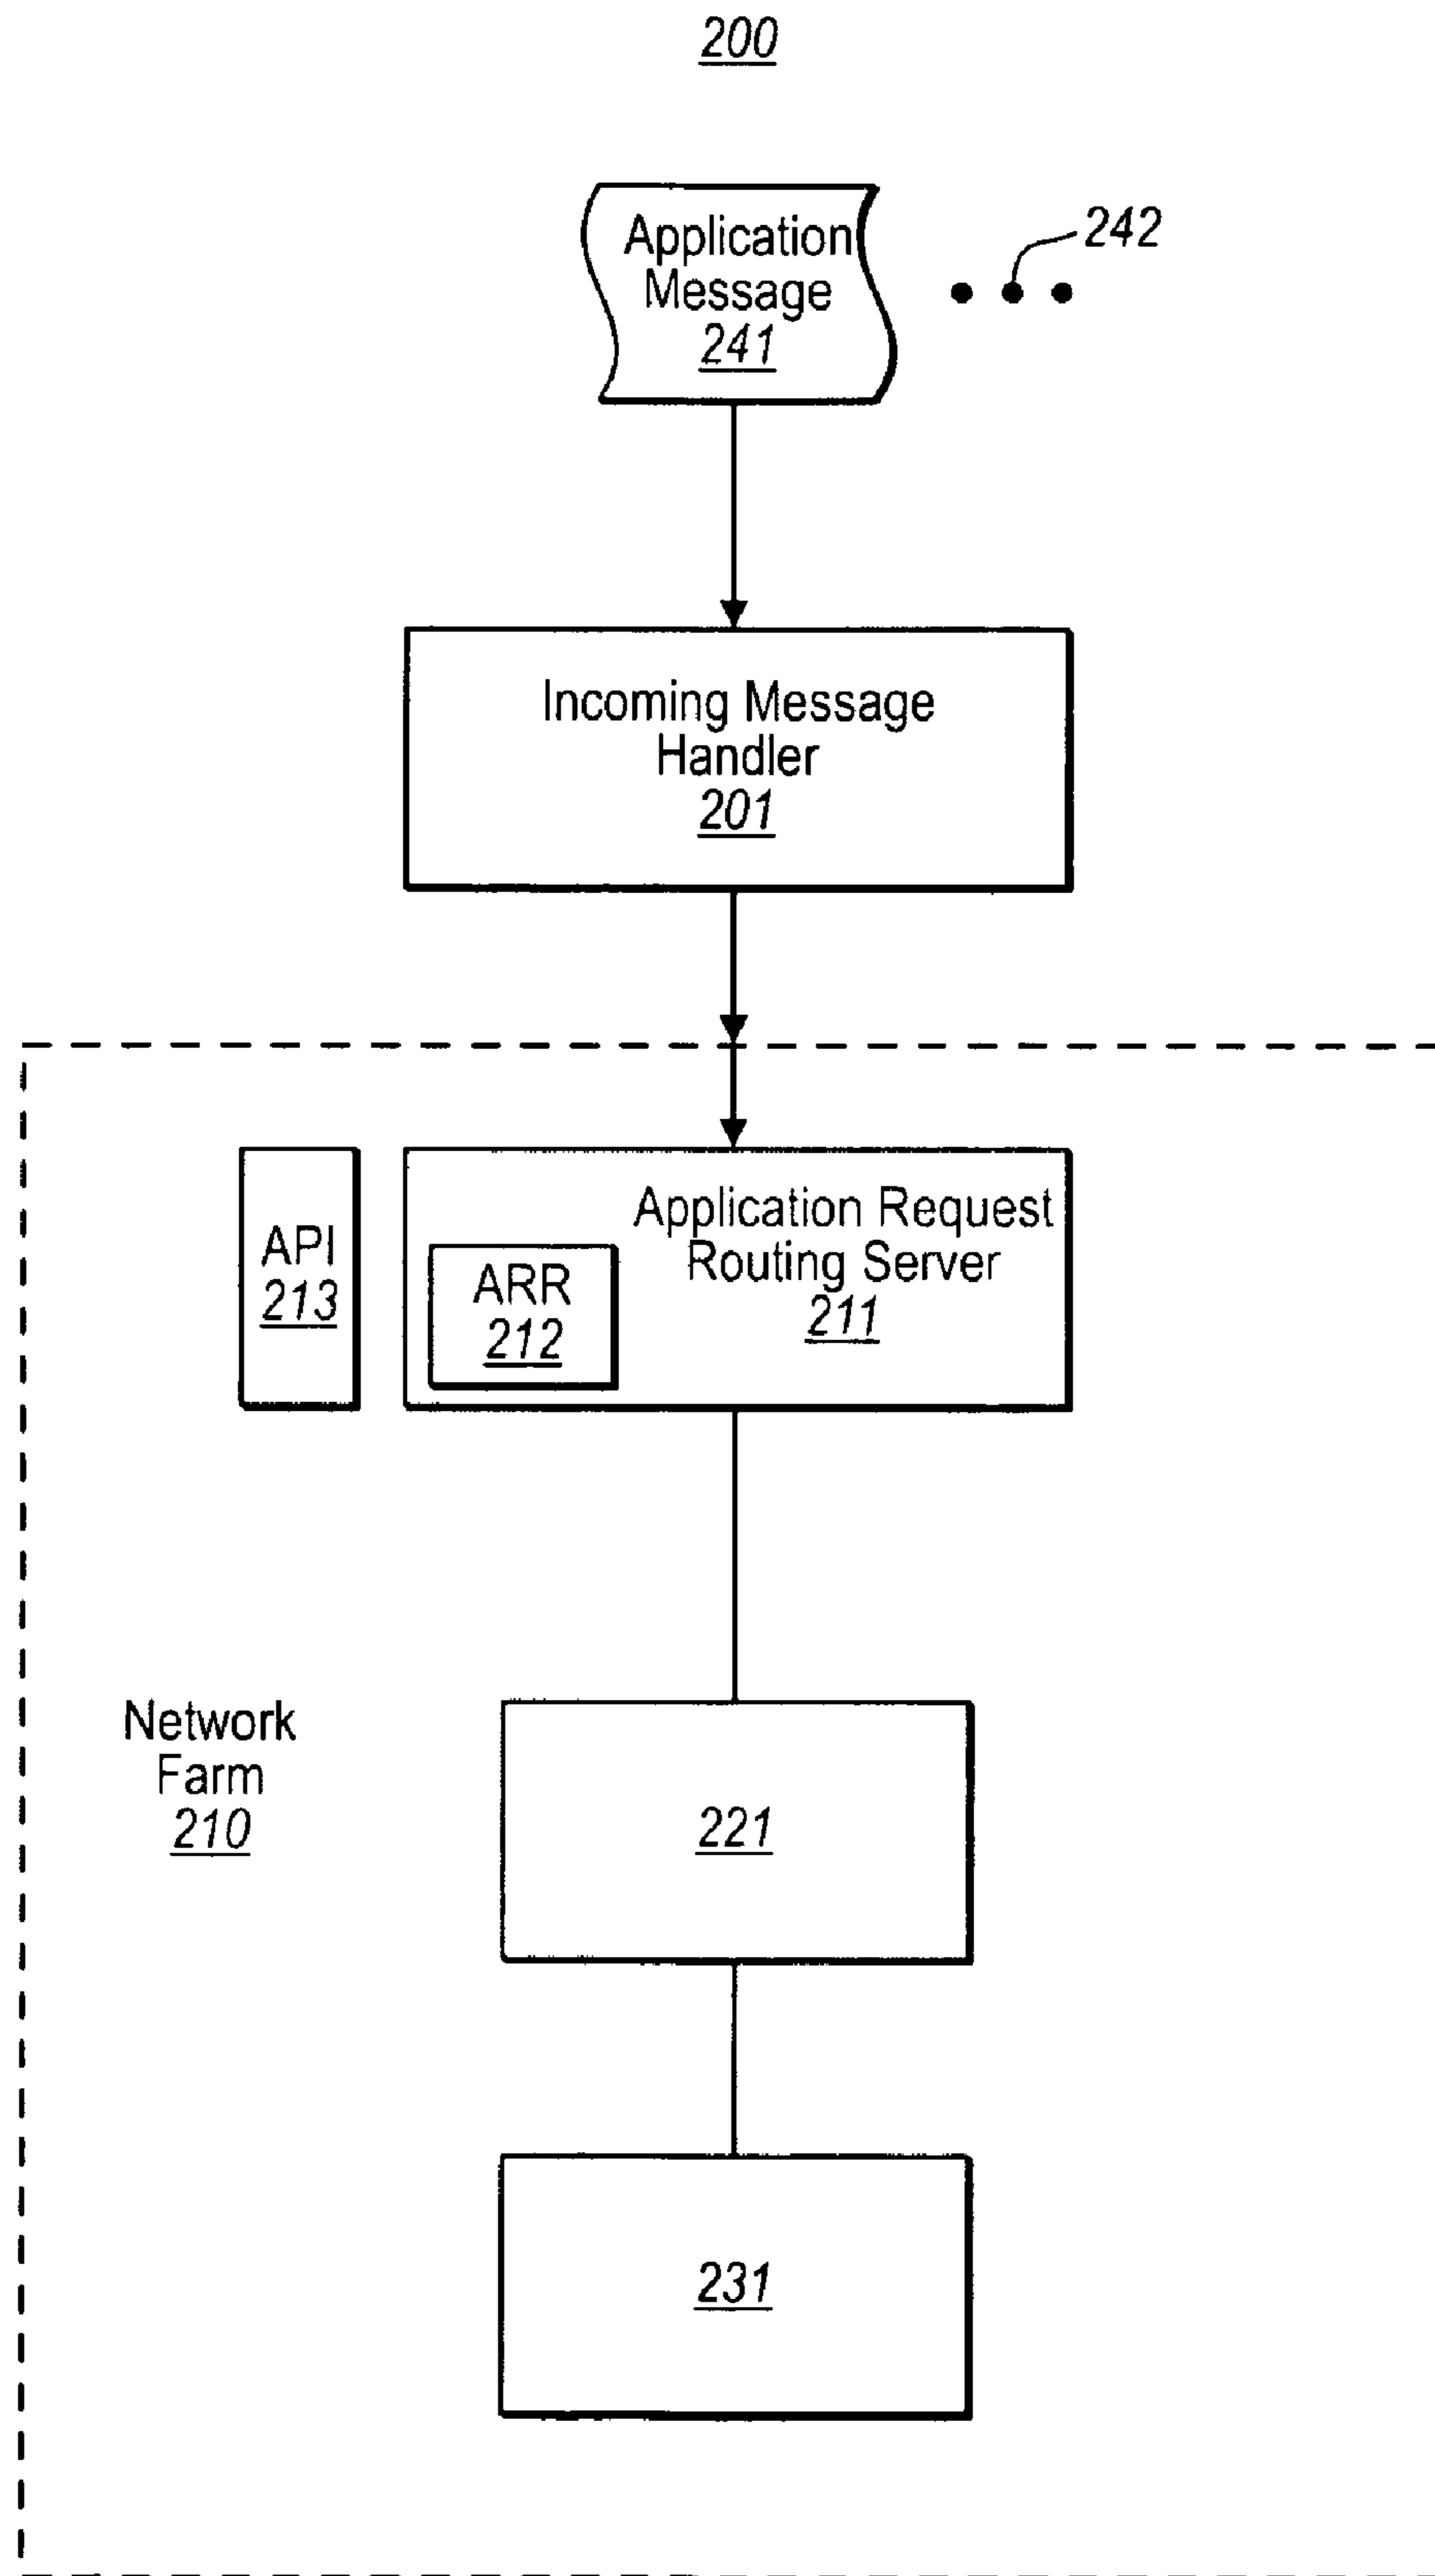 200
Application
Message
241
242
Incoming Message
Handler
201
API
213
Application Request
Routing Server
211
ARR
212
Network
Farm
210
221
231